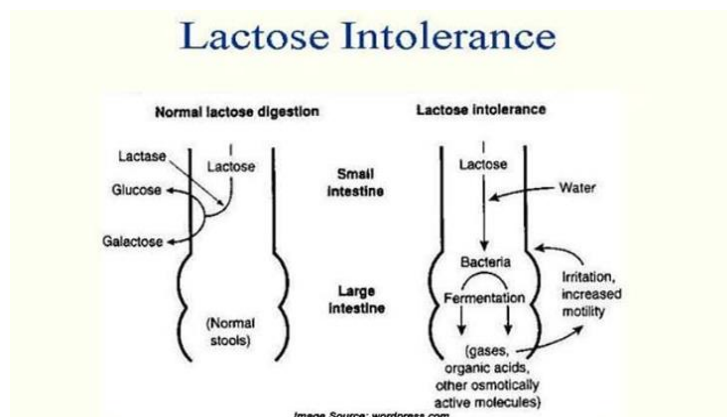 Lactose Intolerance
Normal lactose digestion
Lactase
Lactose
Glucose
Galactose
(Normal
stools)
Small
intestine
Large
intestine
Lactose intolerance
Lactose
Water
Bacteria
Fermentation
Irritation,
increased
motility
(gases,
organic acids,
other osmotically
active molecules)
Image Source: wordpress.com